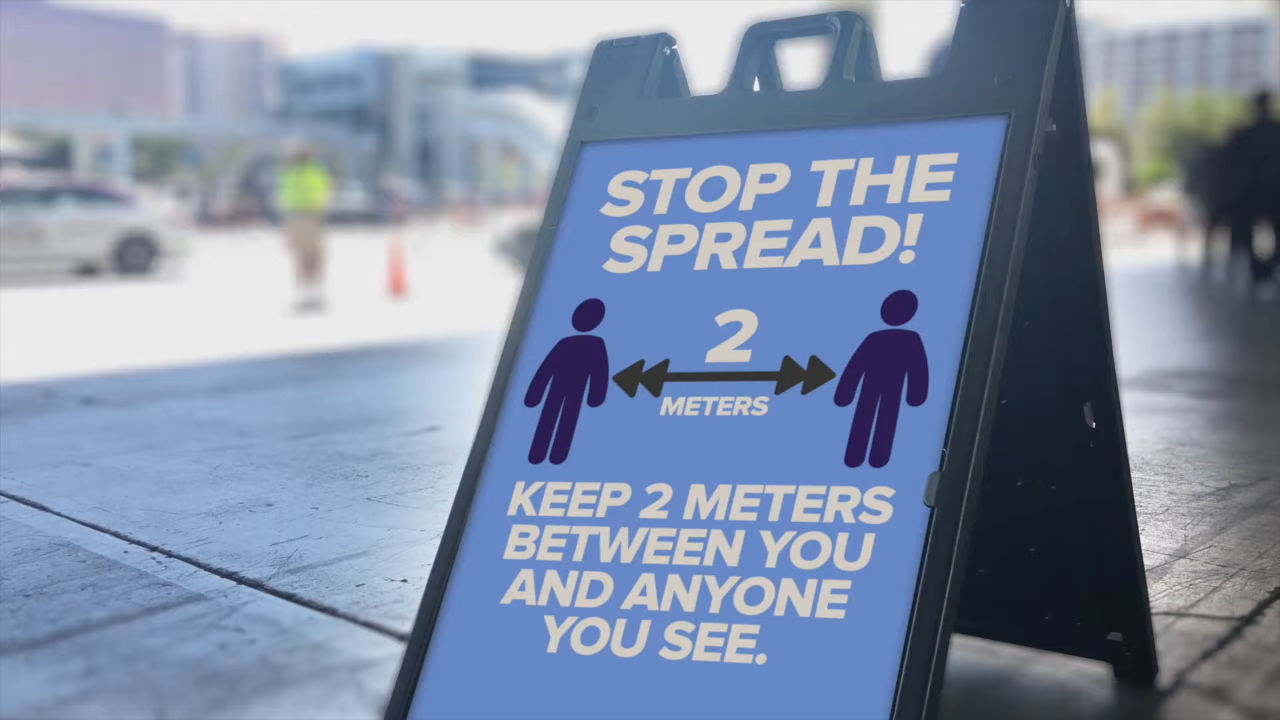 STOP THE
SPREAD!
2
METERS
KEEP 2 METERS
BETWEEN YOU
AND ANYONE
YOU SEE.